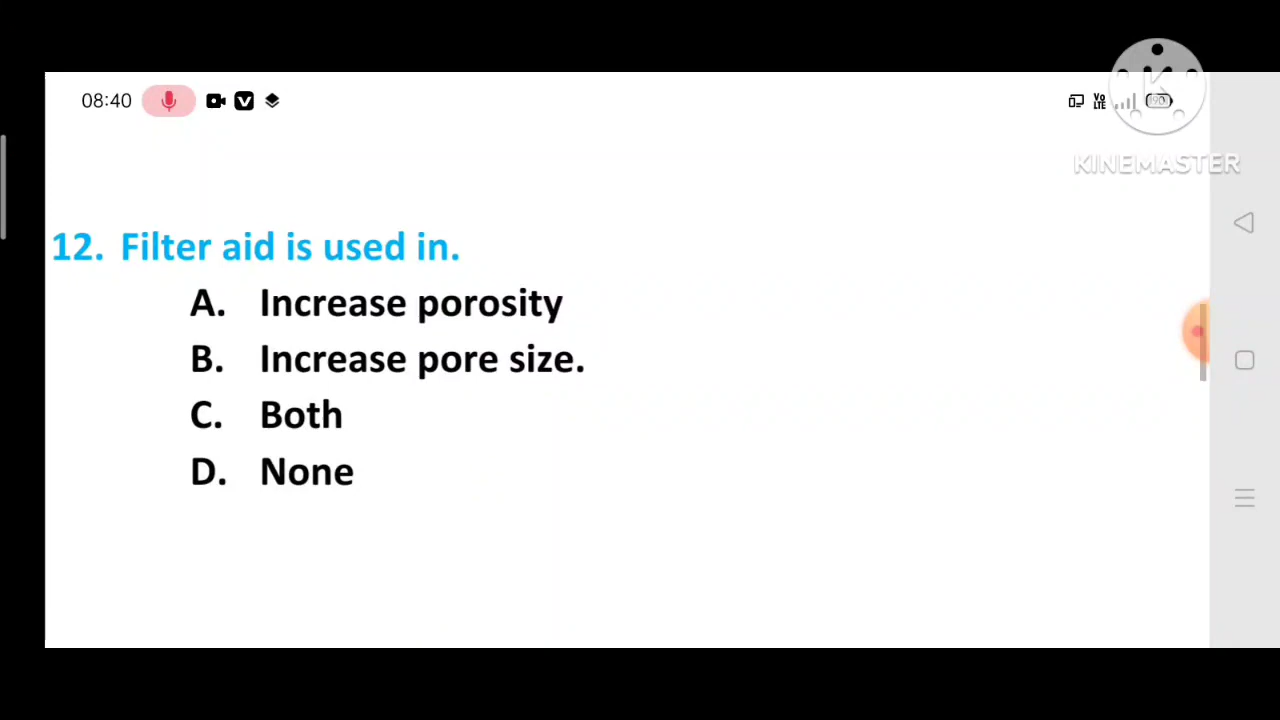 08:40
KINEMASTER
12. Filter aid is used in.
A. Increase porosity
B. Increase pore size.
C. Both
D. None